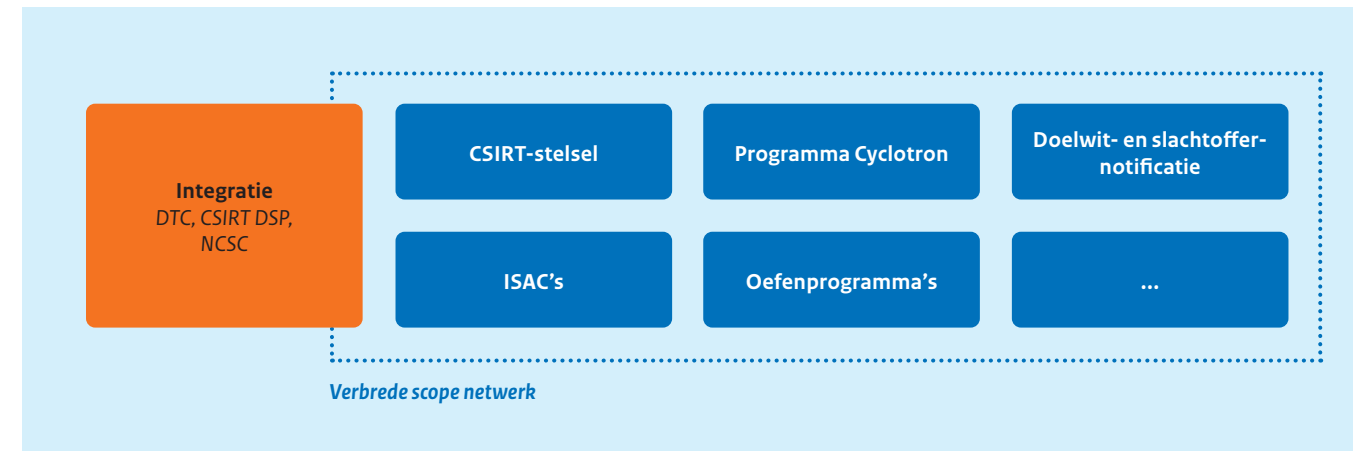 Integratie
DTC, CSIRT DSP,
NCSC
CSIRT-stelsel
Programma Cyclotron
Doelwit- en slachtoffer-
notificatie
ISAC’s
Oefenprogramma’s
...
Verbrede scope netwerk